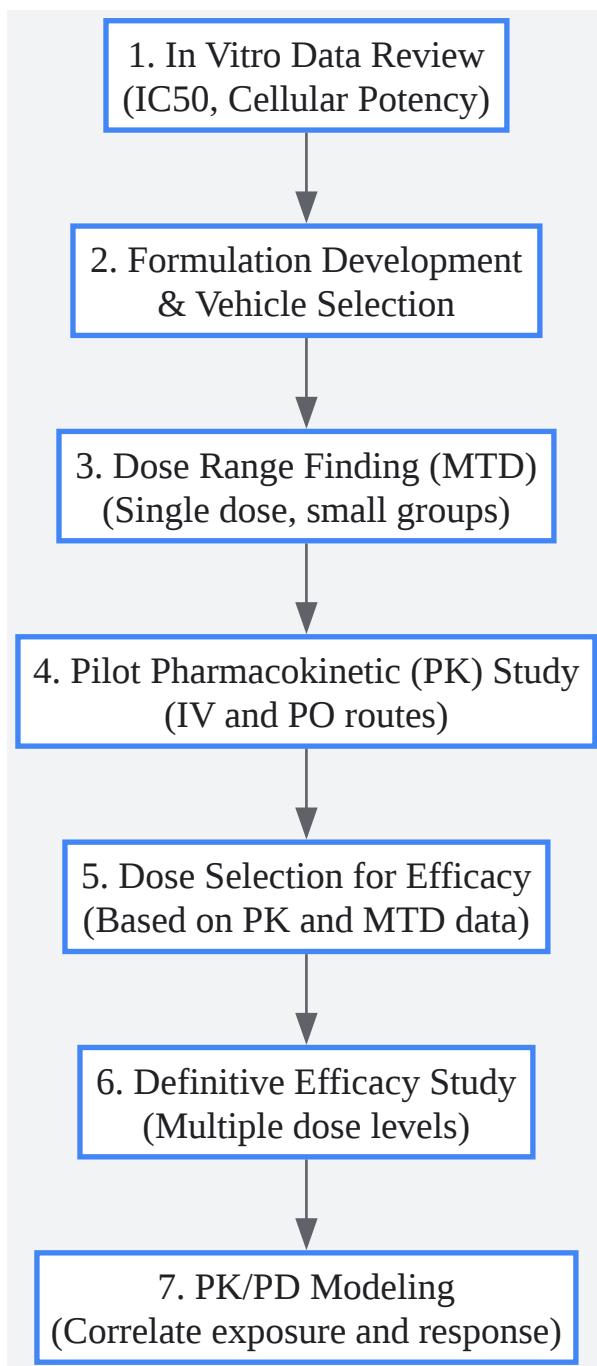 1. In Vitro Data Review
(IC50, Cellular Potency)
2. Formulation Development
& Vehicle Selection
3. Dose Range Finding (MTD)
(Single dose, small groups)
4. Pilot Pharmacokinetic (PK) Study
(IV and PO routes)
5. Dose Selection for Efficacy
(Based on PK and MTD data)
6. Definitive Efficacy Study
(Multiple dose levels)
7. PK/PD Modeling
(Correlate exposure and response)